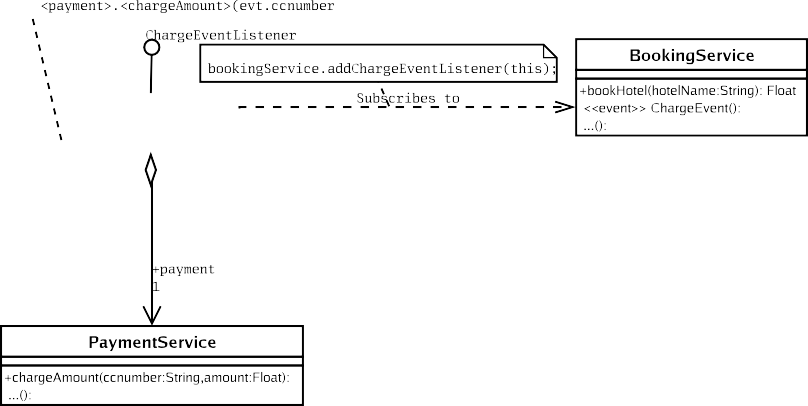 <payment>.<chargeAmount>(evt.ccnumber
ChargeEventListener
bookingService.addChargeEventListener(this);
Subscribes to
BookingService
+bookHotel(hotelName:String): Float
<<event>> ChargeEvent():
...():
+payment
1
PaymentService
+chargeAmount(ccnumber:String,amount:Float):
...():